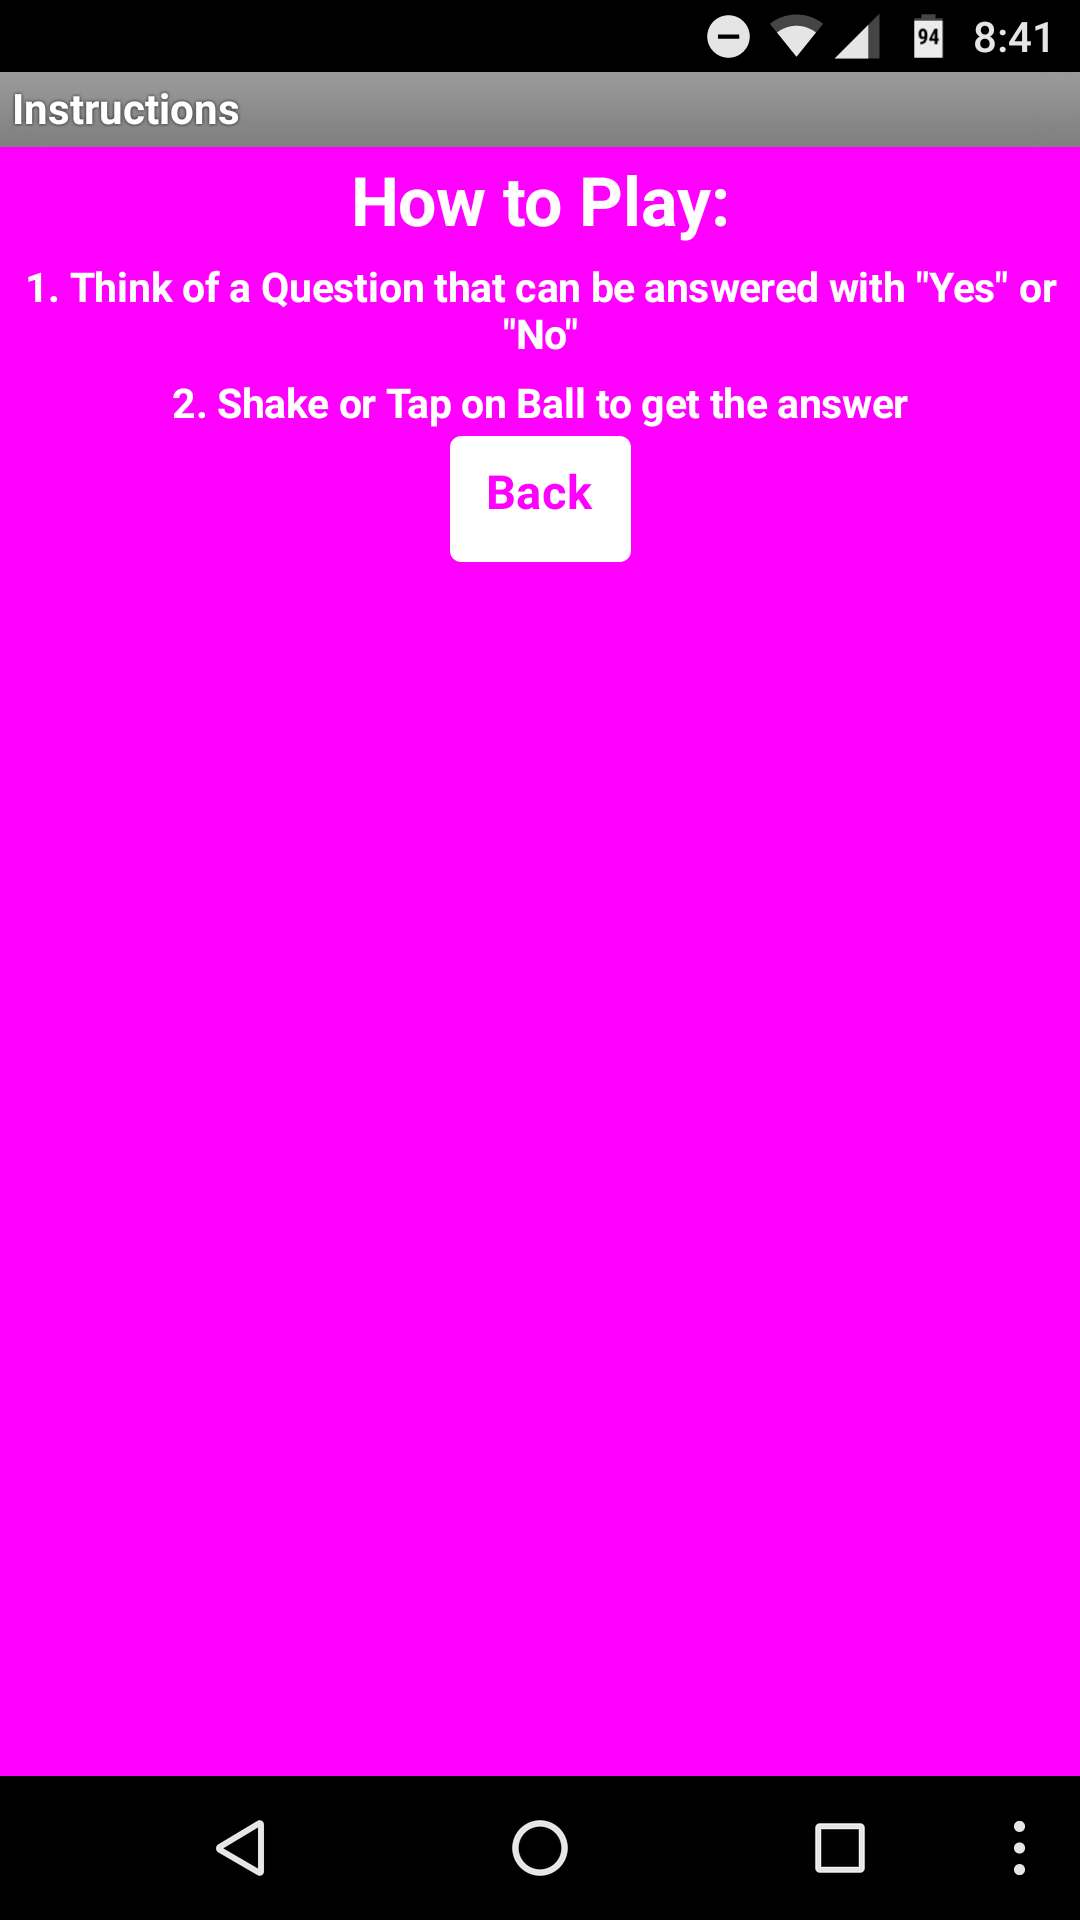 94 8:41
Instructions
How to Play:
1. Think of a Question that can be answered with "Yes" or
"No"
2. Shake or Tap on Ball to get the answer
Back